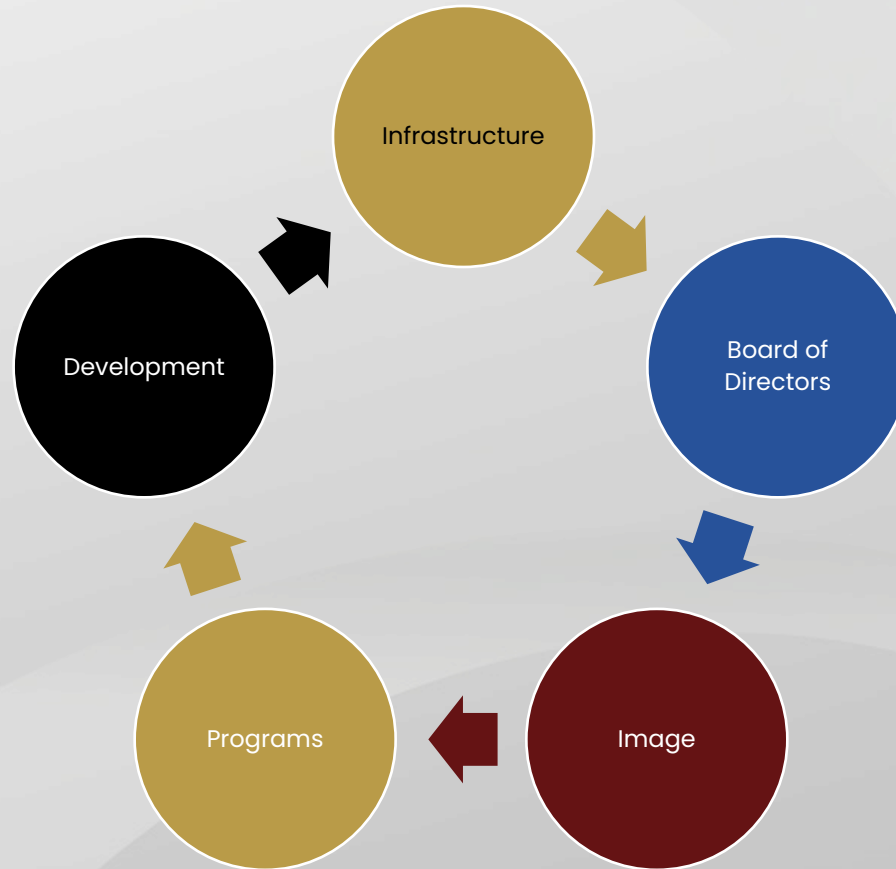 Infrastructure
Board of
Directors
Image
Programs
Development